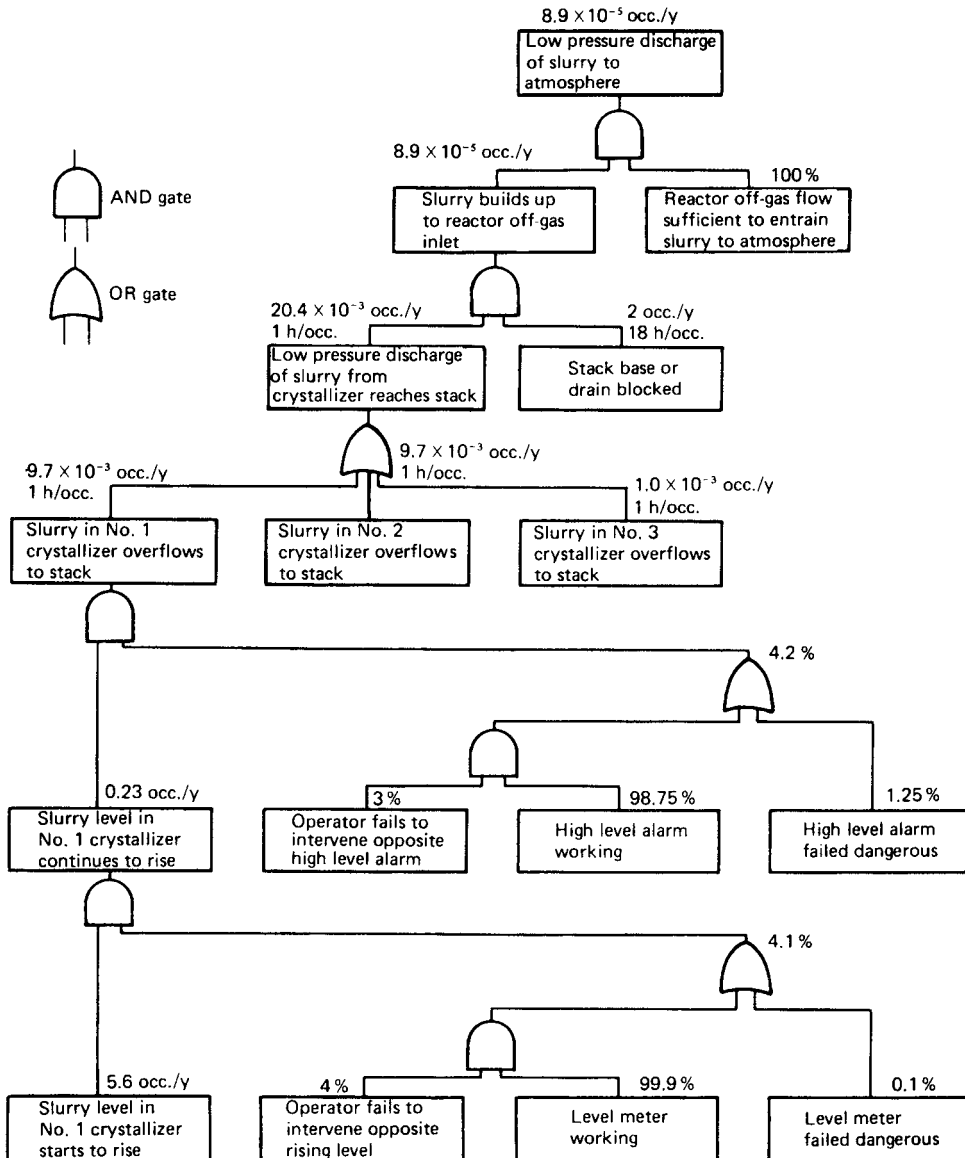 8.9 × 10⁻⁵ occ./y
Low pressure discharge
of slurry to
atmosphere
AND gate
OR gate
8.9 × 10⁻⁵ occ./y
100 %
Slurry builds up
to reactor off-gas
inlet
Reactor off-gas flow
sufficient to entrain
slurry to atmosphere
20.4 × 10⁻³ occ./y
1 h/occ.
2 occ./y
18 h/occ.
Low pressure discharge
of slurry from
crystallizer reaches stack
Stack base or
drain blocked
9.7 × 10⁻³ occ./y
1 h/occ.
9.7 × 10⁻³ occ./y
1 h/occ.
1.0 × 10⁻³ occ./y
1 h/occ.
Slurry in No. 1
crystallizer overflows
to stack
Slurry in No. 2
crystallizer overflows
to stack
Slurry in No. 3
crystallizer overflows
to stack
4.2 %
0.23 occ./y
3 %
98.75 %
1.25 %
Slurry level in
No. 1 crystallizer
continues to rise
Operator fails to
intervene opposite
high level alarm
High level alarm
working
High level alarm
failed dangerous
4.1 %
5.6 occ./y
4 %
99.9 %
0.1 %
Slurry level in
No. 1 crystallizer
starts to rise
Operator fails to
intervene opposite
rising level
Level meter
working
Level meter
failed dangerous